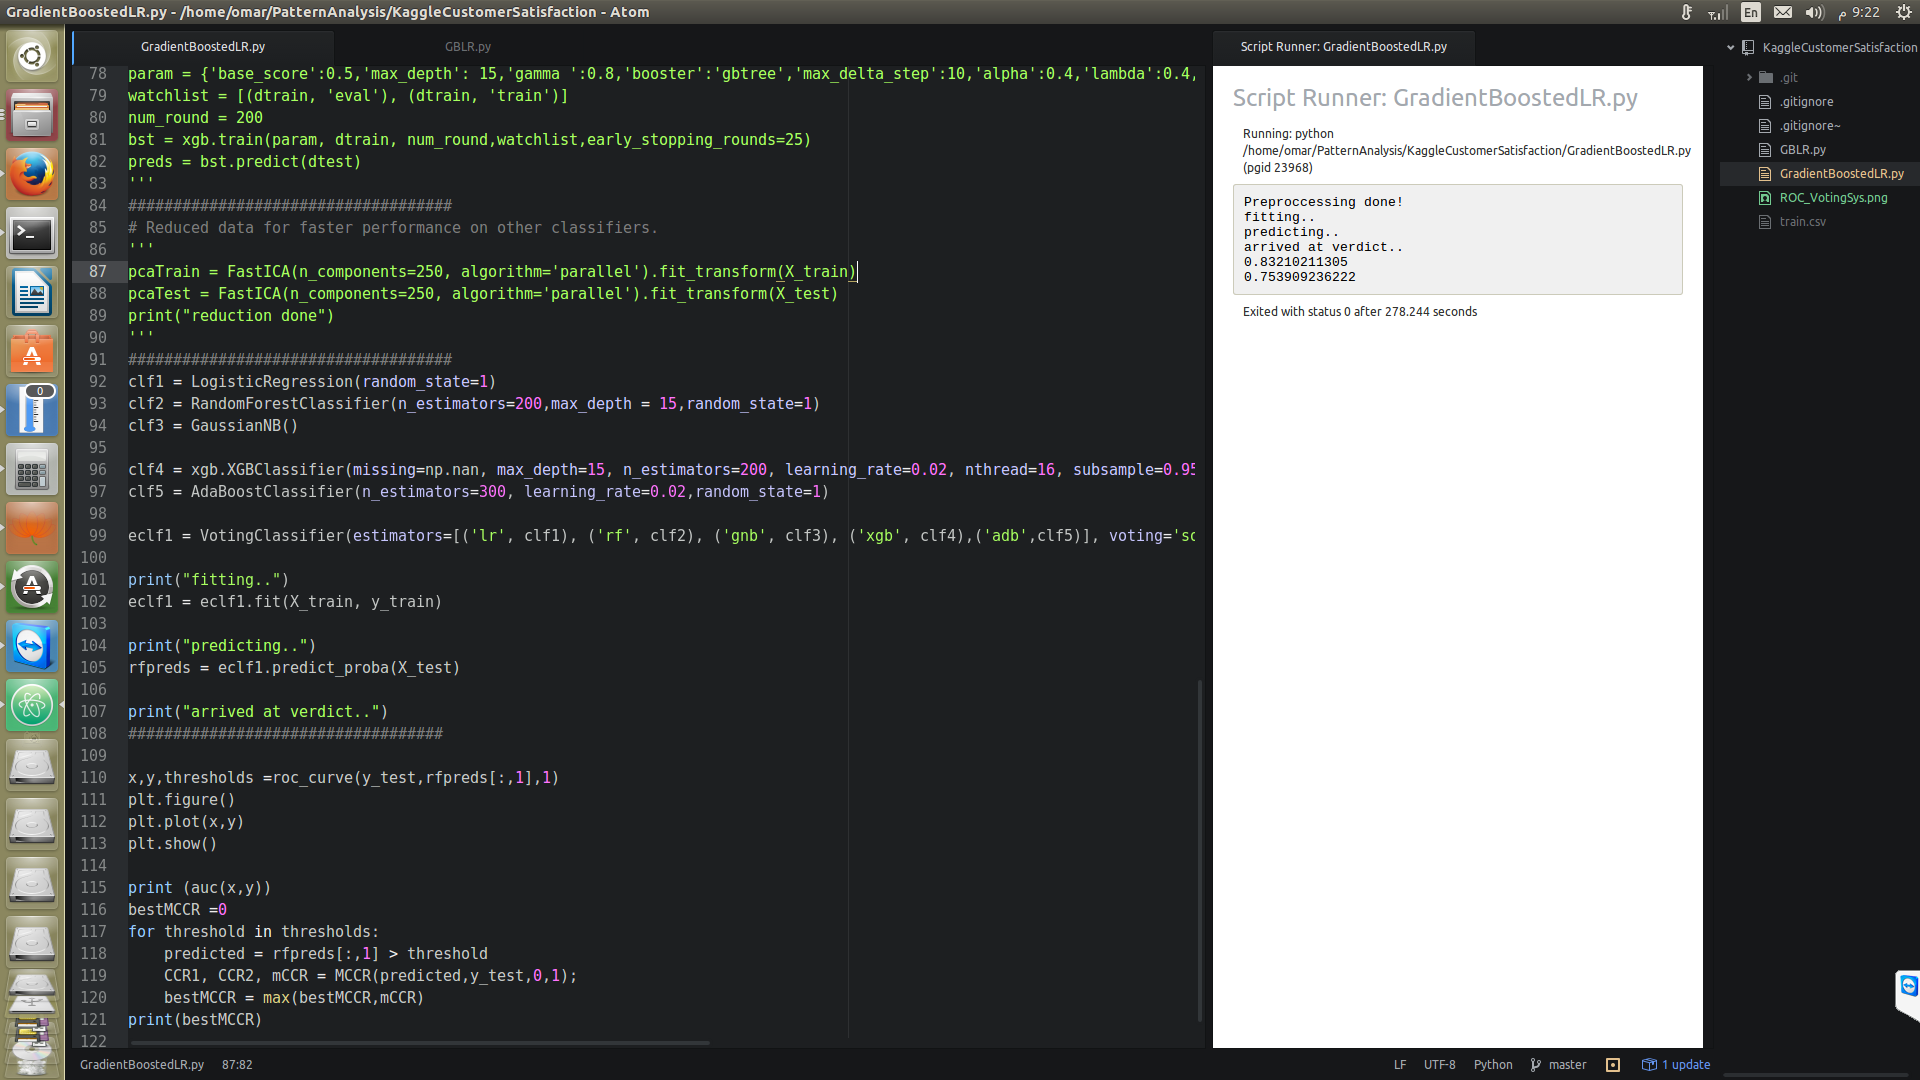 GradientBoostedLR.py - /home/omar/PatternAnalysis/KaggleCustomerSatisfaction - Atom
En
9:22 م
GradientBoostedLR.py
GBLR.py
78 param = {'base_score':0.5,'max_depth': 15,'gamma ':0.8,'booster':'gbtree','max_delta_step':10,'alpha':0.4,'lambda':0.4,
79 watchlist = [(dtrain, 'eval'), (dtrain, 'train')]
80 num_round = 200
81 bst = xgb.train(param, dtrain, num_round,watchlist,early_stopping_rounds=25)
82 preds = bst.predict(dtest)
83 '''
84 ####################################
85 # Reduced data for faster performance on other classifiers.
86 '''
87 pcaTrain = FastICA(n_components=250, algorithm='parallel').fit_transform(X_train)
88 pcaTest = FastICA(n_components=250, algorithm='parallel').fit_transform(X_test)
89 print("reduction done")
90 '''
91 ####################################
92 clf1 = LogisticRegression(random_state=1)
93 clf2 = RandomForestClassifier(n_estimators=200,max_depth = 15,random_state=1)
94 clf3 = GaussianNB()
95
96 clf4 = xgb.XGBClassifier(missing=np.nan, max_depth=15, n_estimators=200, learning_rate=0.02, nthread=16, subsample=0.95
97 clf5 = AdaBoostClassifier(n_estimators=300, learning_rate=0.02,random_state=1)
98
99 eclf1 = VotingClassifier(estimators=[('lr', clf1), ('rf', clf2), ('gnb', clf3), ('xgb', clf4),('adb',clf5)], voting='so
100
101 print("fitting..")
102 eclf1 = eclf1.fit(X_train, y_train)
103
104 print("predicting..")
105 rfpreds = eclf1.predict_proba(X_test)
106
107 print("arrived at verdict..")
108 ###################################
109
110 x,y,thresholds =roc_curve(y_test,rfpreds[:,1],1)
111 plt.figure()
112 plt.plot(x,y)
113 plt.show()
114
115 print (auc(x,y))
116 bestMCCR =0
117 for threshold in thresholds:
118 predicted = rfpreds[:,1] > threshold
119 CCR1, CCR2, mCCR = MCCR(predicted,y_test,0,1);
120 bestMCCR = max(bestMCCR,mCCR)
121 print(bestMCCR)
122
Script Runner: GradientBoostedLR.py
Script Runner: GradientBoostedLR.py
Running: python
/home/omar/PatternAnalysis/KaggleCustomerSatisfaction/GradientBoostedLR.py
(pgid 23968)
Preproccessing done!
fitting..
predicting..
arrived at verdict..
0.83210211305
0.753909236222
Exited with status 0 after 278.244 seconds
KaggleCustomerSatisfaction
.git
.gitignore
.gitignore~
GBLR.py
GradientBoostedLR.py
ROC_VotingSys.png
train.csv
0
GradientBoostedLR.py 87:82
LF UTF-8 Python master 1 update